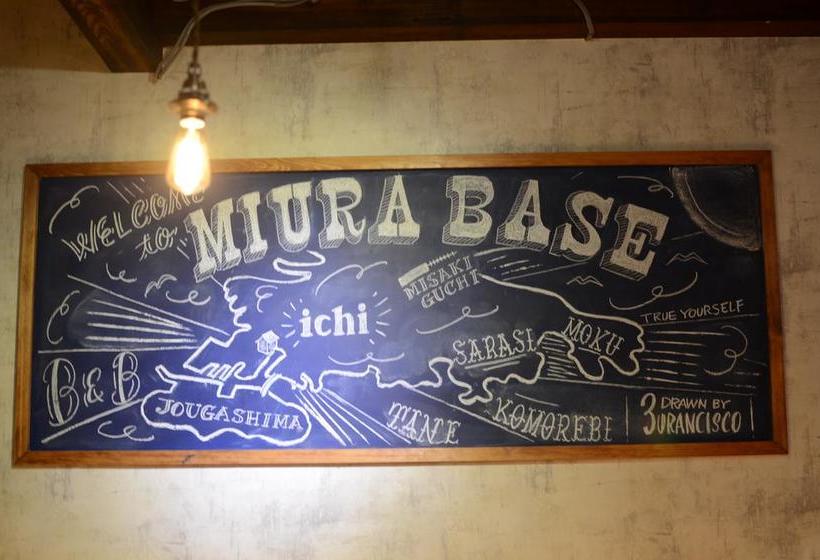 WELCOME
to
MIURA BASE
MISAKI
GUCHI
ichi
TRUE YOURSELF
SARASI
MOKU
B&B
JOUGASHIMA
TANE
KOMOREBI
DRAWN BY
3URANCISCO